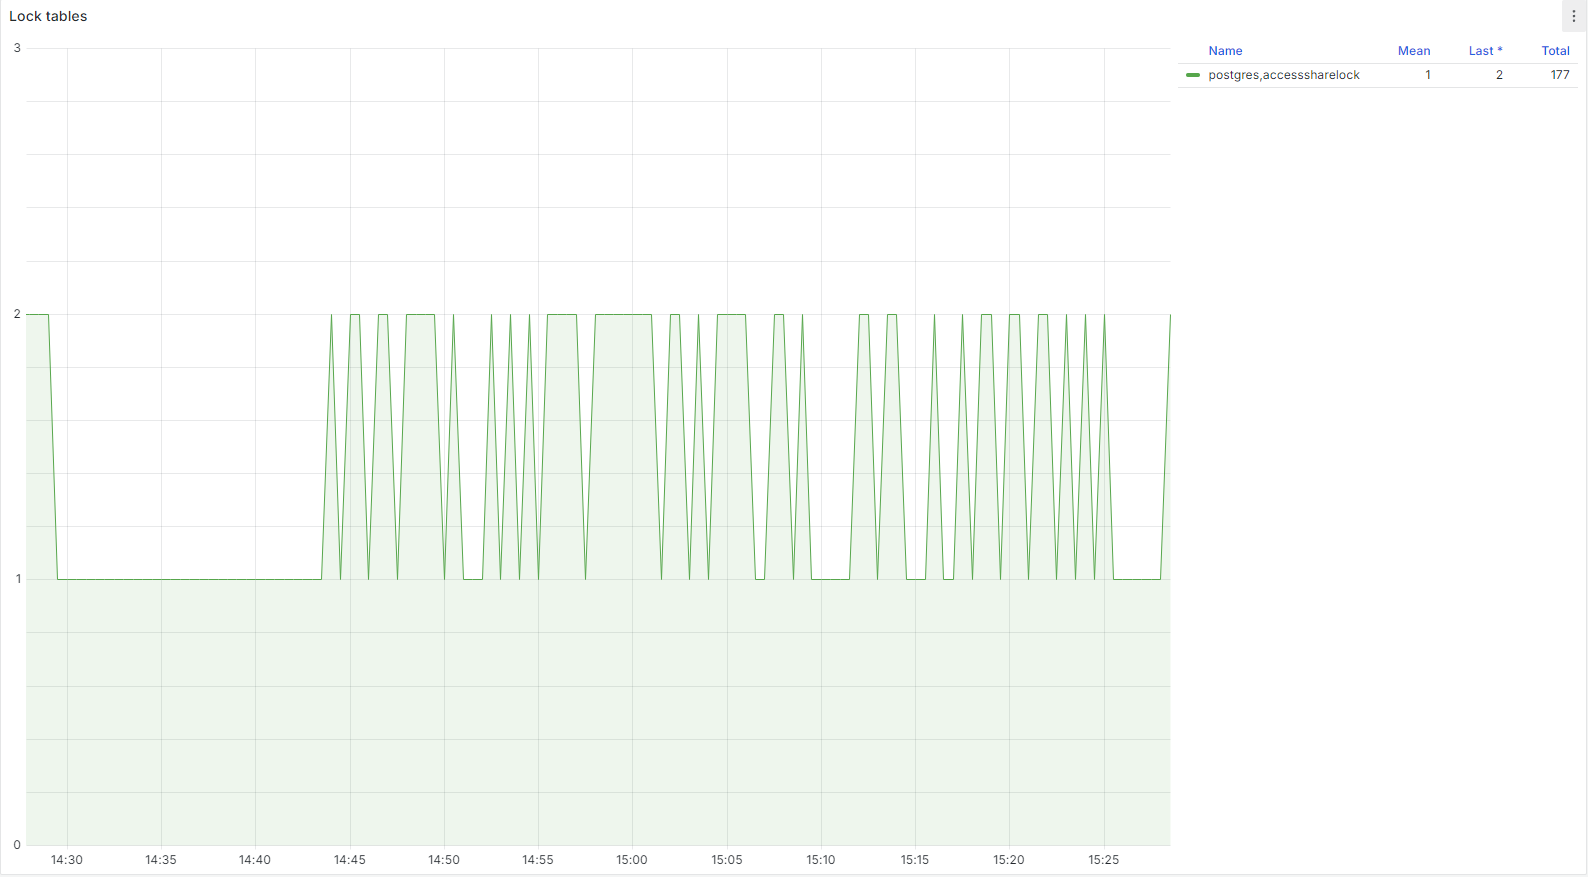 Lock tables
3
2
1
0
14:30 14:35 14:40 14:45 14:50 14:55 15:00 15:05 15:10 15:15 15:20 15:25
Name Mean Last * Total
postgres,accesssharelock 1 2 177